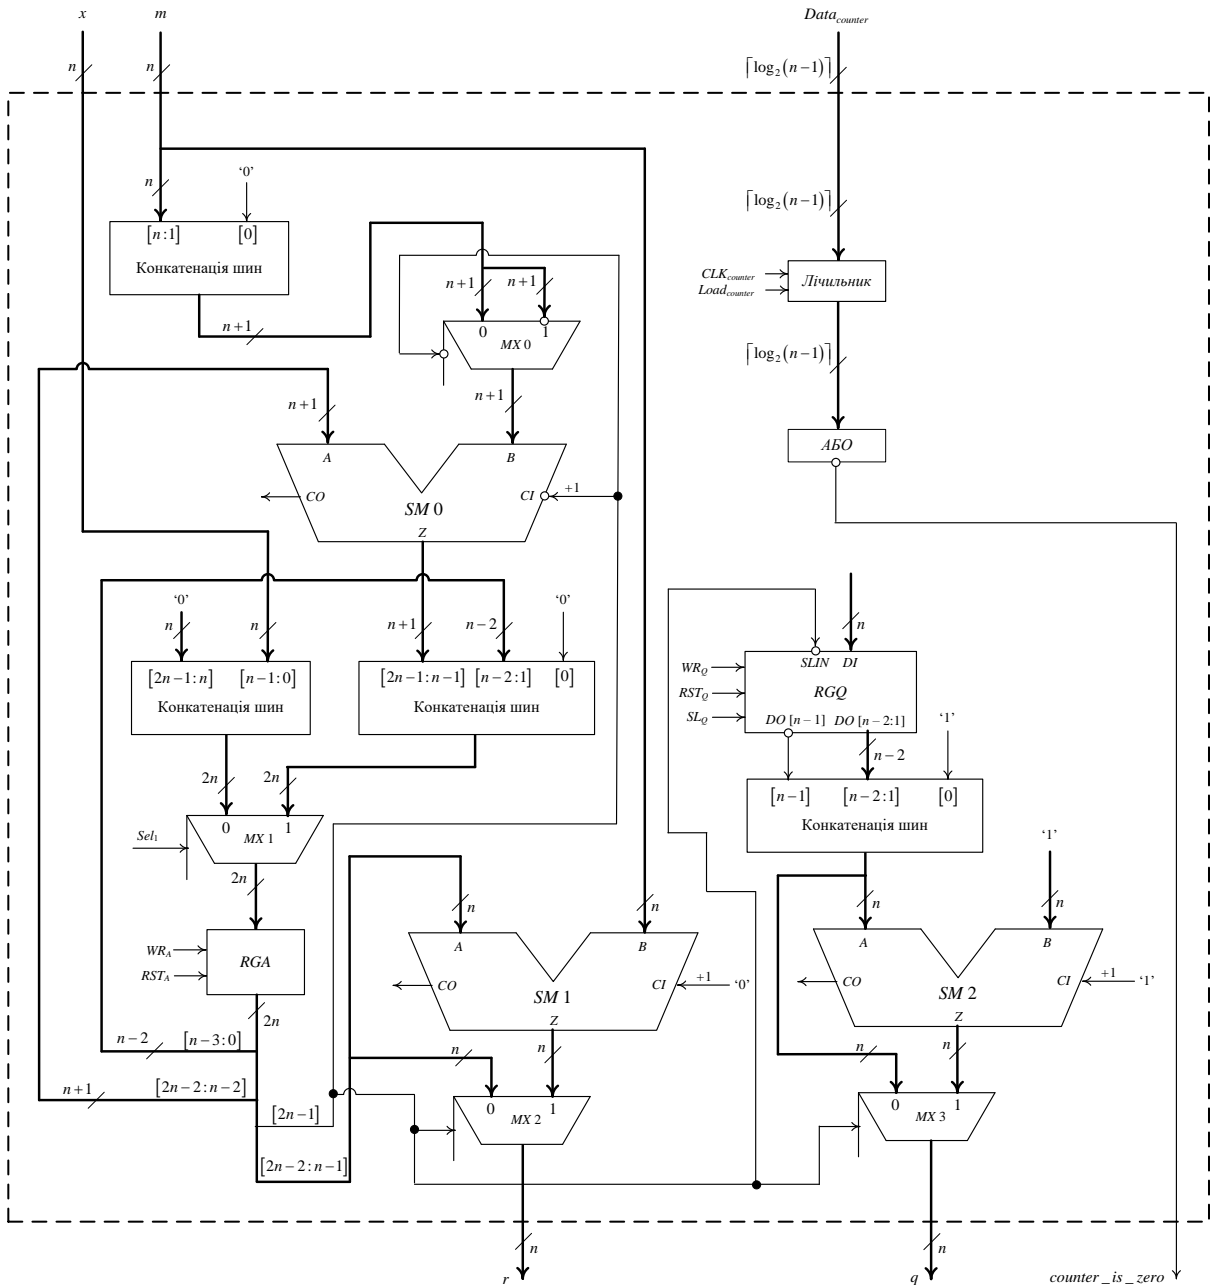 x m Data_counter
n n ⌈log₂(n−1)⌉
n ‘0’ ⌈log₂(n−1)⌉
[n:1] [0]
Конкатенація шин
n+1 n+1
CLK_counter
Load_counter
Лічильник
n+1
0 1
MX 0
⌈log₂(n−1)⌉
n+1 n+1
A B
CO CI +1
SM 0
Z
АБО
‘0’ ‘0’
n n n+1 n−2 n
[2n−1:n] [n−1:0]
Конкатенація шин
[2n−1:n−1] [n−2:1] [0]
Конкатенація шин
SLIN DI
WR_Q
RST_Q
SL_Q
RGQ
DO [n−1] DO [n−2:1]
‘1’
n−2
2n 2n
[n−1] [n−2:1] [0]
Конкатенація шин
0 1
Sel₁
MX 1
‘1’
2n
n n n n
WR_A
RST_A
RGA
A B
CO CI +1 ‘0’
SM 1
Z
A B
CO CI +1 ‘1’
SM 2
Z
2n
n−2 [n−3:0]
n+1 [2n−2:n−2]
[2n−1]
[2n−2:n−1]
n n n n
0 1
MX 2
0 1
MX 3
n n
r q counter_is_zero